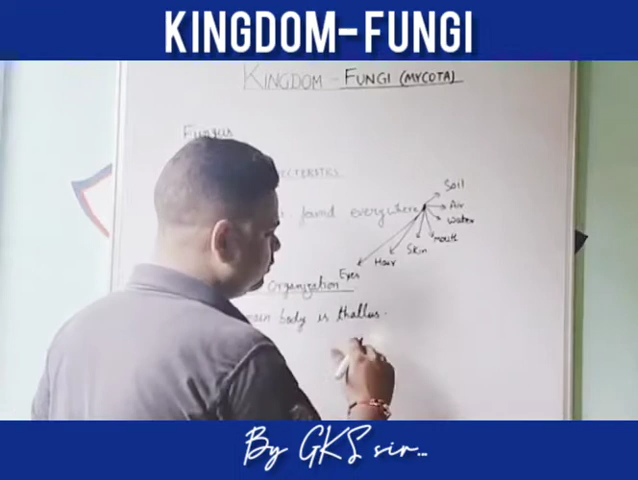 KINGDOM-FUNGI
KINGDOM - FUNGI (MYCOTA)
Fungus
found everywhere
Soil
Air
Water
mouth
Skin
Hair
Eyes
Organization
body is thallus.
By GKS sir...